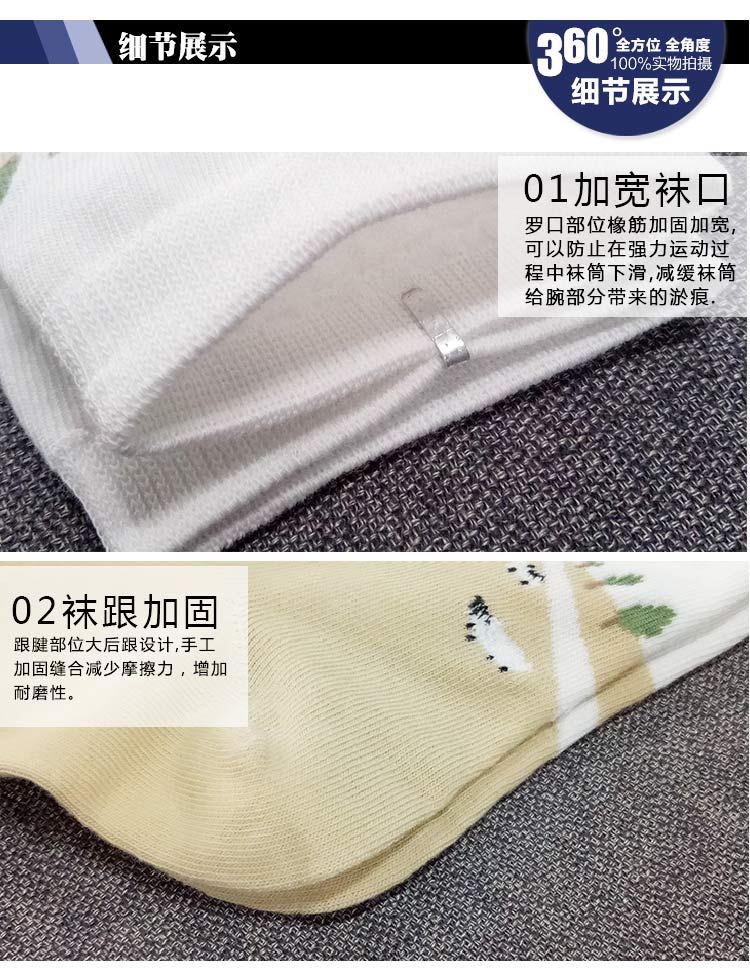 细节展示
360°全方位 全角度
100%实物拍摄
细节展示
01加宽袜口
罗口部位橡筋加固加宽,
可以防止在强力运动过
程中袜筒下滑,减缓袜筒
给腕部分带来的淤痕.
02袜跟加固
跟腱部位大后跟设计,手工
加固缝合减少摩擦力，增加
耐磨性。